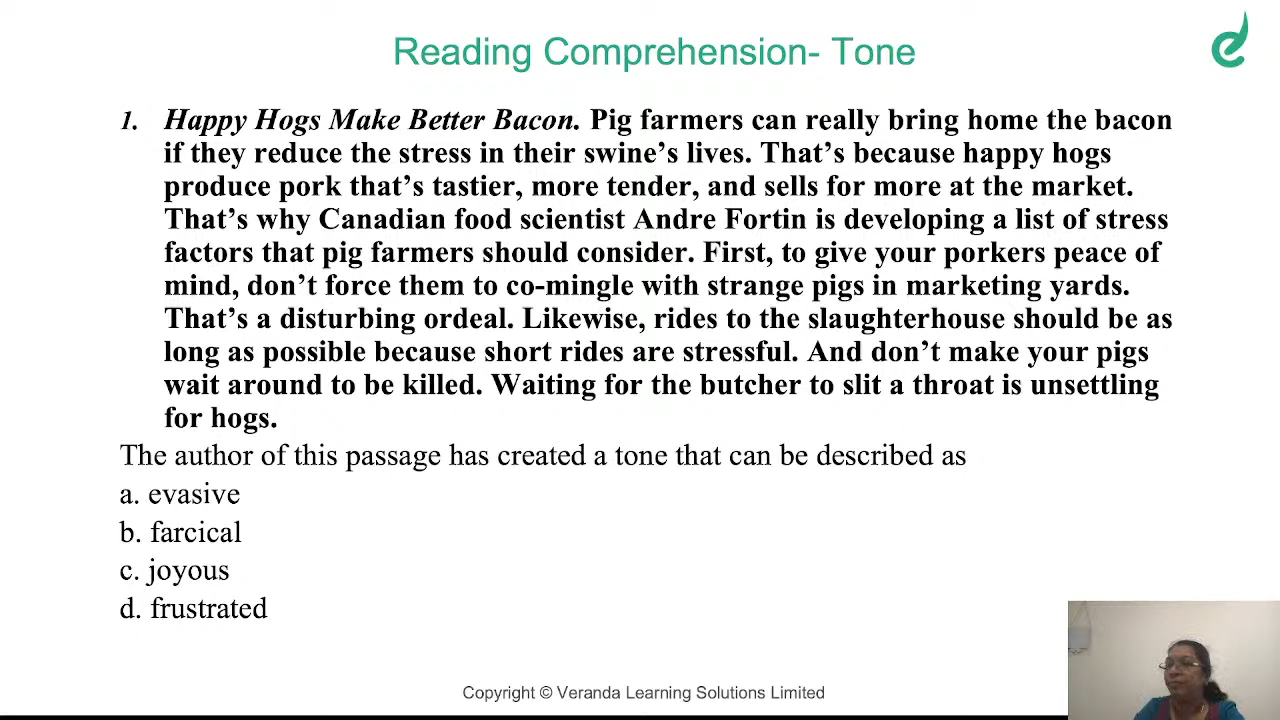 Reading Comprehension- Tone
1. Happy Hogs Make Better Bacon. Pig farmers can really bring home the bacon
if they reduce the stress in their swine's lives. That's because happy hogs
produce pork that's tastier, more tender, and sells for more at the market.
That's why Canadian food scientist Andre Fortin is developing a list of stress
factors that pig farmers should consider. First, to give your porkers peace of
mind, don't force them to co-mingle with strange pigs in marketing yards.
That's a disturbing ordeal. Likewise, rides to the slaughterhouse should be as
long as possible because short rides are stressful. And don't make your pigs
wait around to be killed. Waiting for the butcher to slit a throat is unsettling
for hogs.
The author of this passage has created a tone that can be described as
a. evasive
b. farcical
c. joyous
d. frustrated
Copyright © Veranda Learning Solutions Limited